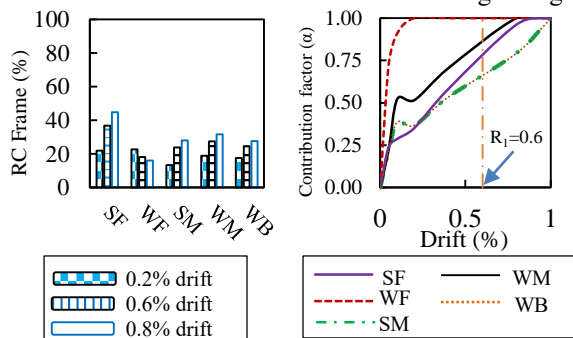 RC Frame (%)
100
80
60
40
20
0
SF
WF
SM
WM
WB
0.2% drift
0.6% drift
0.8% drift
Contribution factor (α)
1.00
0.75
0.50
0.25
0.00
R1=0.6
0
0.5
1
Drift (%)
SF
WM
WF
WB
SM